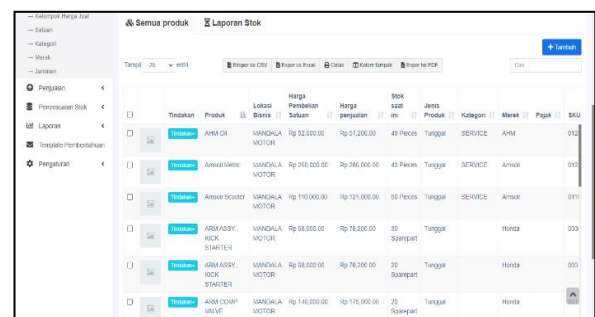 Kelompok Harga Jual
Satuan
Kategori
Merek
Jaminan
Penjualan
Penyesuaian Stok
Laporan
Template Pemberitahuan
Pengaturan
Semua produk Laporan Stok
+ Tambah
Tampil 25 entri Ekspor ke CSV Ekspor ke Excel Cetak Kolom tampak Ekspor ke PDF Cari ...
Tindakan Produk Lokasi Bisnis Harga Pembelian Satuan Harga penjualan Stok saat ini Jenis Produk Kategori Merek Pajak SKU
Tindakan AHM Oil MANDALA MOTOR Rp 52,000.00 Rp 57,200.00 49 Pieces Tunggal SERVICE AHM 012
Tindakan Amsoil Metric MANDALA MOTOR Rp 260,000.00 Rp 286,000.00 43 Pieces Tunggal SERVICE Amsoil 012
Tindakan Amsoil Scooter MANDALA MOTOR Rp 110,000.00 Rp 121,000.00 50 Pieces Tunggal SERVICE Amsoil 011
Tindakan ARM ASSY., KICK STARTER MANDALA MOTOR Rp 68,000.00 Rp 78,200.00 Sparepart Tunggal Honda 003
Tindakan ARM ASSY., KICK STARTER MANDALA MOTOR Rp 68,000.00 Rp 78,200.00 20 Sparepart Tunggal Honda 003
Tindakan ARM COMP VALVE MANDALA MOTOR Rp 140,000.00 Rp 175,000.00 20 Sparepart Tunggal Honda